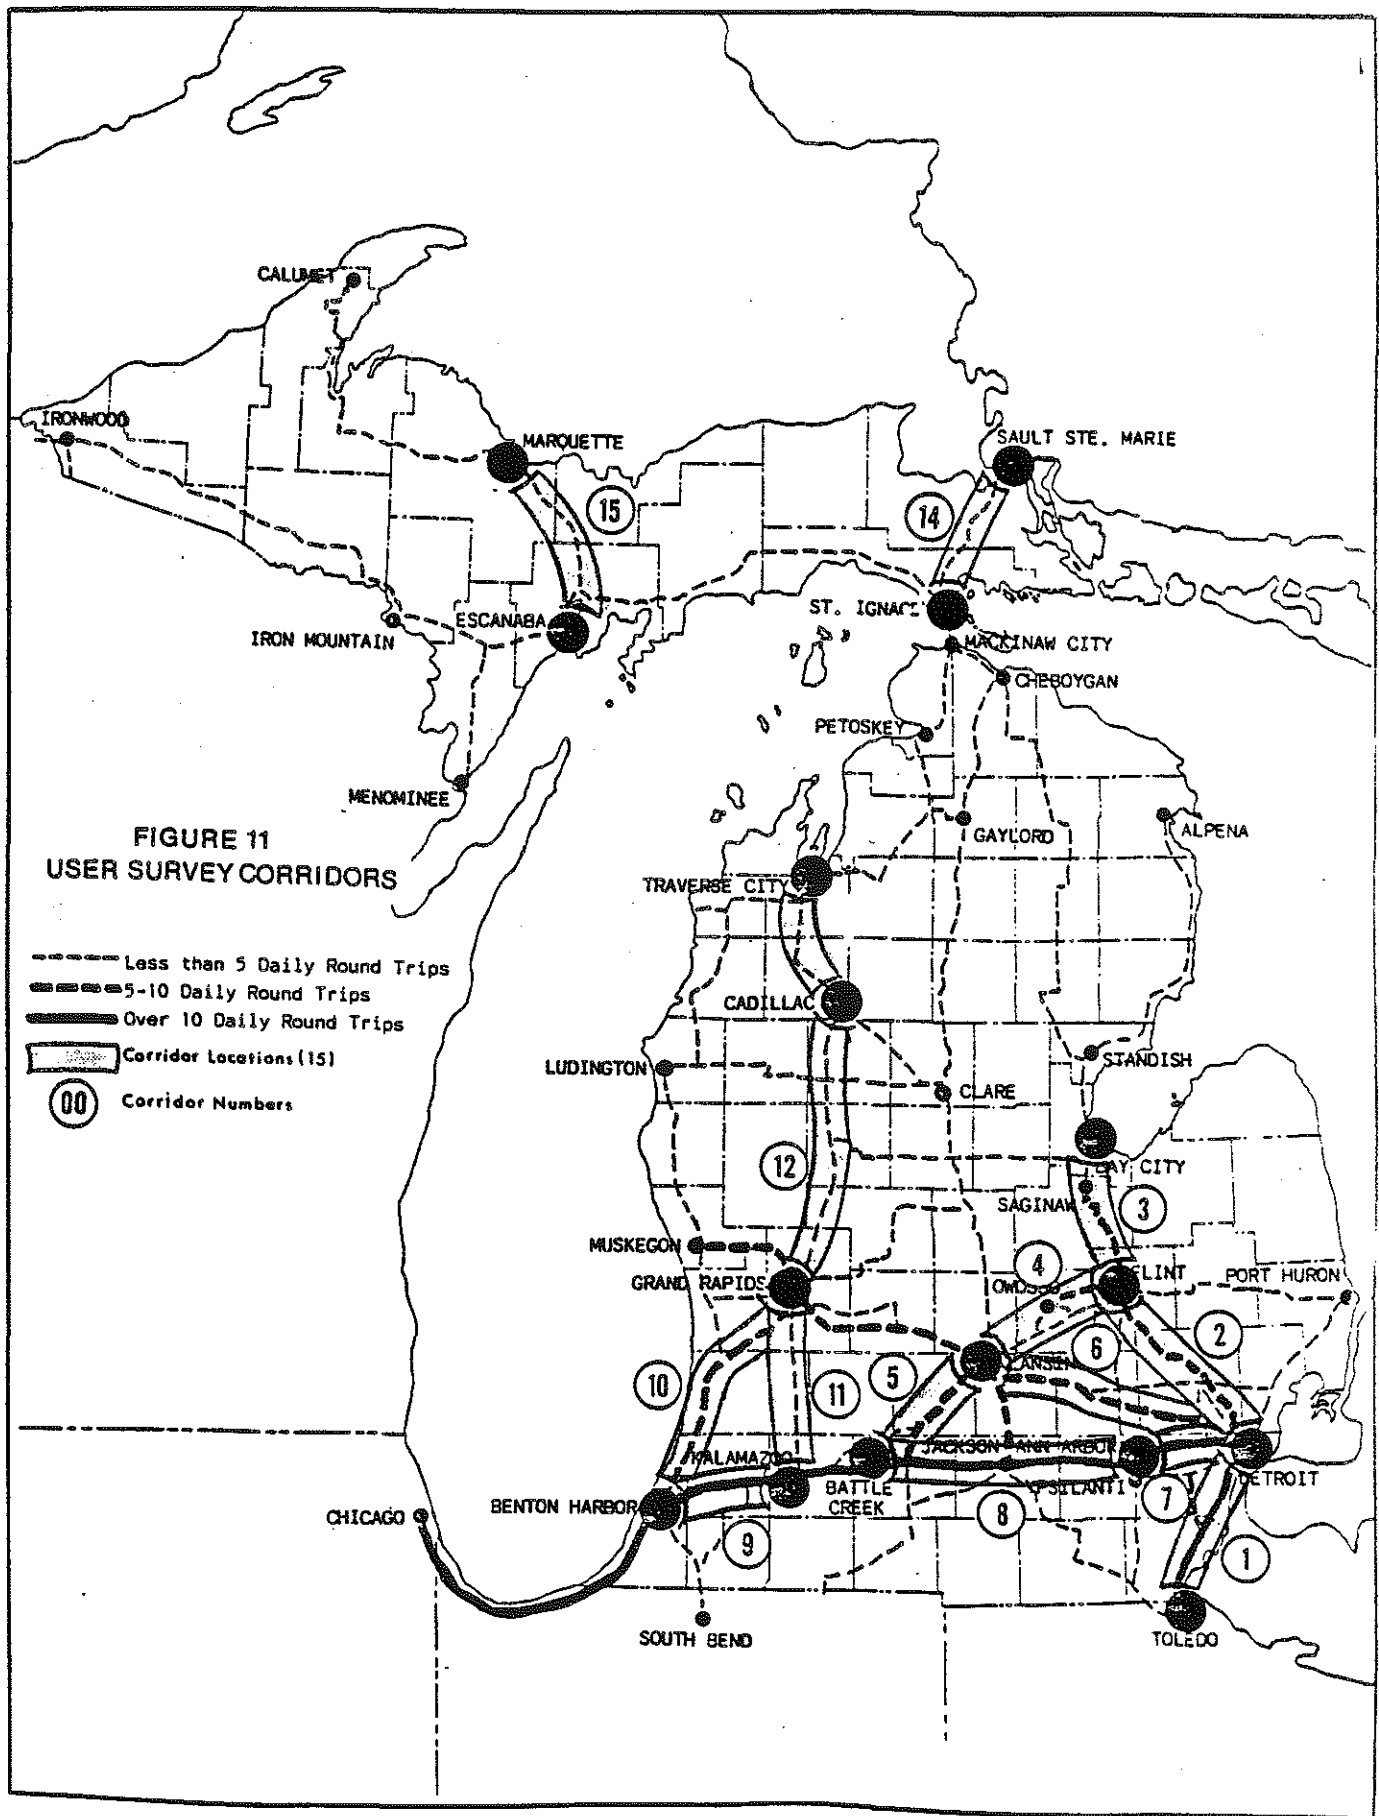 CALUMET
IRONWOOD
MARQUETTE
SAULT STE. MARIE
15
14
ST. IGNACE
ESCANABA
IRON MOUNTAIN
MACKINAW CITY
CHEBOYGAN
PETOSKEY
MENOMINEE
FIGURE 11
USER SURVEY CORRIDORS
GAYLORD
ALPENA
TRAVERSE CITY
Less than 5 Daily Round Trips
5-10 Daily Round Trips
Over 10 Daily Round Trips
Corridor Locations (15)
00 Corridor Numbers
CADILLAC
LUDINGTON
STANDISH
CLARE
12
BAY CITY
SAGINAW
3
MUSKEGON
4
GRAND RAPIDS
FLINT
PORT HURON
OWOSSO
2
6
LANSING
5
10
11
KALAMAZOO
JACKSON
ANN ARBOR
DETROIT
BATTLE
CREEK
YPSILANTI
7
BENTON HARBOR
8
CHICAGO
9
1
SOUTH BEND
TOLEDO